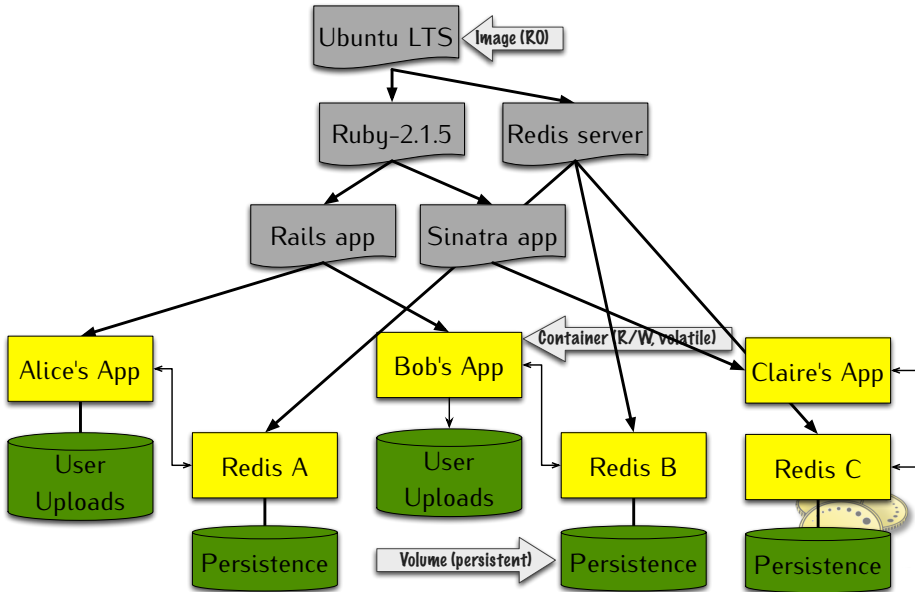 Ubuntu LTS
Image (RO)
Ruby-2.1.5
Redis server
Rails app
Sinatra app
Container (R/W, volatile)
Alice's App
Bob's App
Claire's App
User
Uploads
Redis A
User
Uploads
Redis B
Redis C
Persistence
Volume (persistent)
Persistence
Persistence